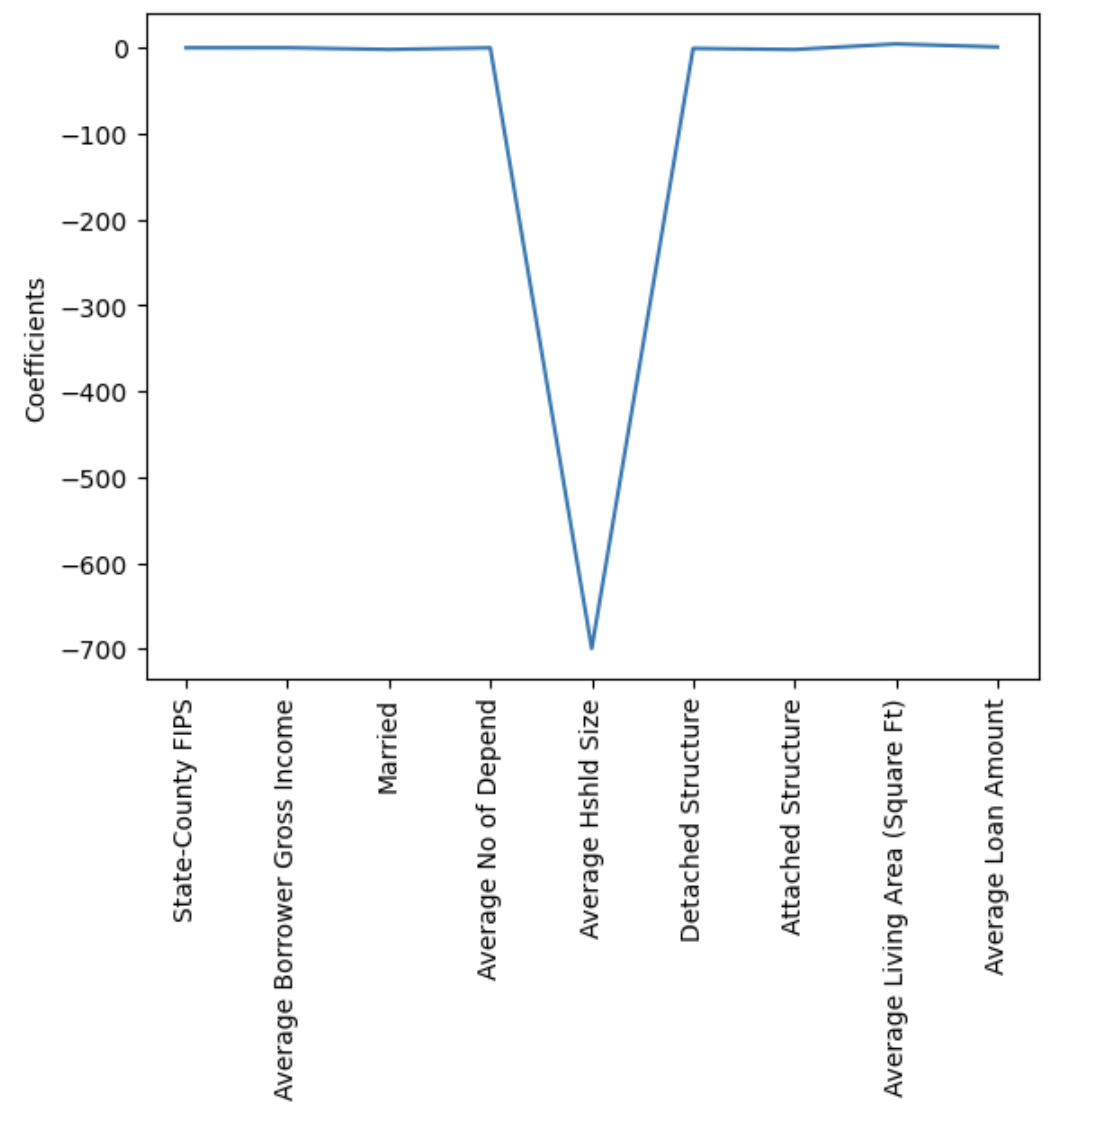 0
−100
−200
−300
−400
−500
−600
−700
Coefficients
State-County FIPS
Average Borrower Gross Income
Married
Average No of Depend
Average Hshld Size
Detached Structure
Attached Structure
Average Living Area (Square Ft)
Average Loan Amount